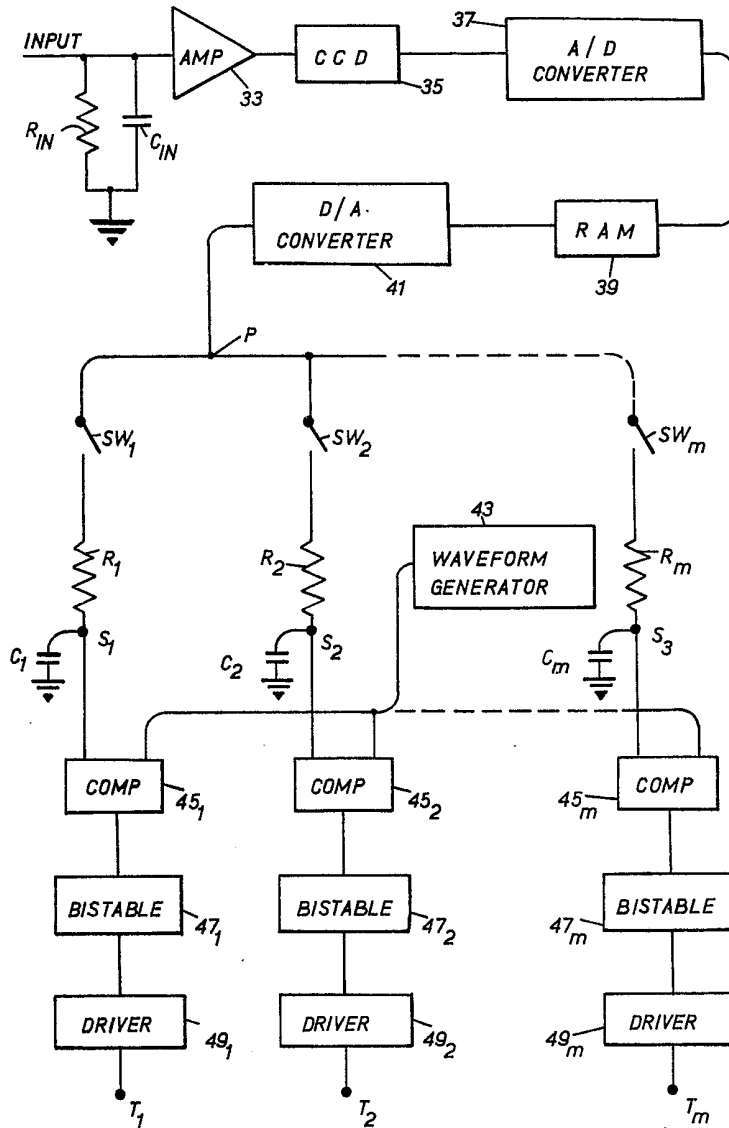 INPUT
R_IN
C_IN
AMP
33
CCD
35
37
A/D
CONVERTER
D/A.
CONVERTER
41
RAM
39
P
SW_1
SW_2
SW_m
43
WAVEFORM
GENERATOR
R_1
R_2
R_m
S_1
S_2
S_3
C_1
C_2
C_m
COMP
45_1
COMP
45_2
COMP
45_m
BISTABLE
47_1
BISTABLE
47_2
BISTABLE
47_m
DRIVER
49_1
DRIVER
49_2
DRIVER
49_m
T_1
T_2
T_m